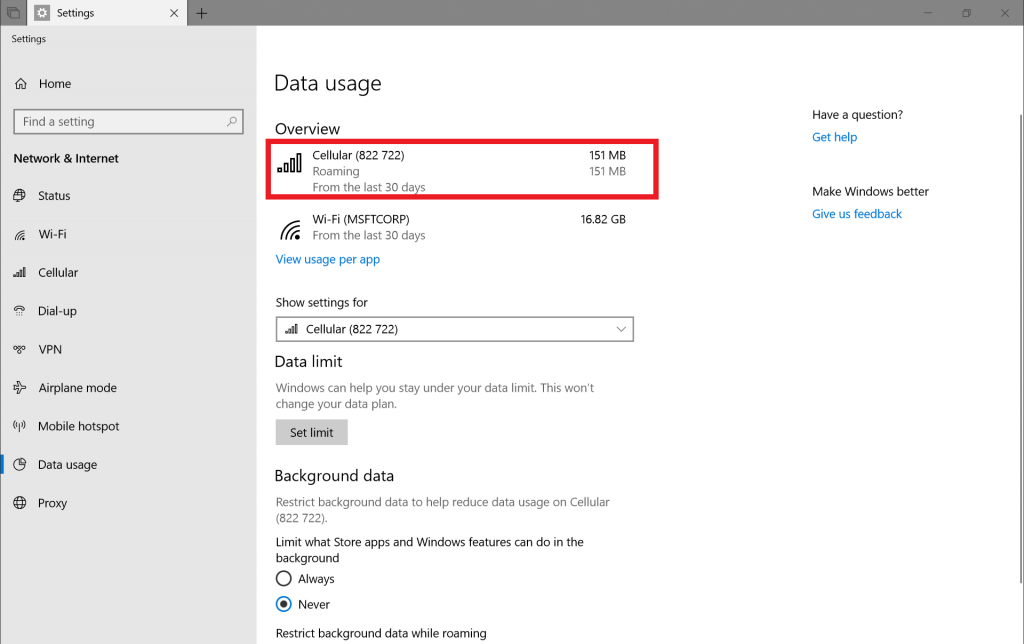 Settings
Settings
Home
Find a setting
Network & Internet
Status
Wi-Fi
Cellular
Dial-up
VPN
Airplane mode
Mobile hotspot
Data usage
Proxy
Data usage
Overview
Cellular (822 722) 151 MB
Roaming 151 MB
From the last 30 days
Wi-Fi (MSFTCORP) 16.82 GB
From the last 30 days
View usage per app
Show settings for
Cellular (822 722)
Data limit
Windows can help you stay under your data limit. This won't
change your data plan.
Set limit
Background data
Restrict background data to help reduce data usage on Cellular
(822 722).
Limit what Store apps and Windows features can do in the
background
Always
Never
Restrict background data while roaming
Have a question?
Get help
Make Windows better
Give us feedback